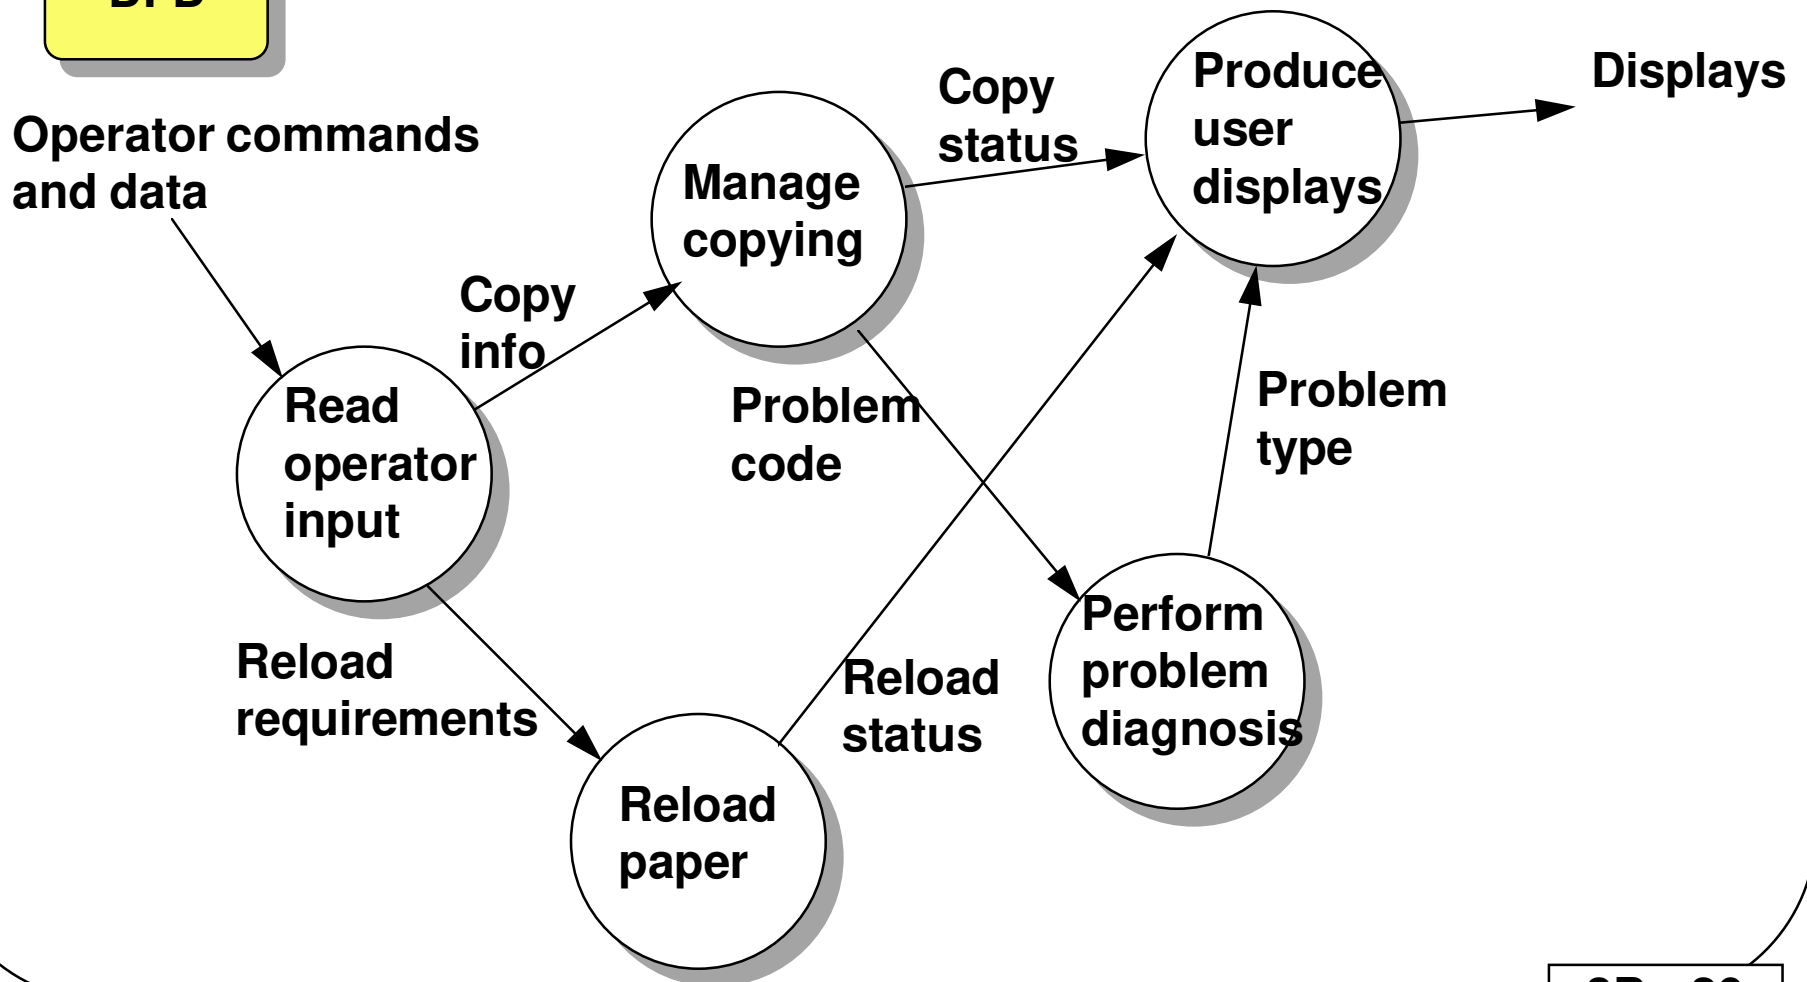 Operator commands
and data
Copy
info
Read
operator
input
Reload
requirements
Manage
copying
Copy
status
Problem
code
Reload
paper
Reload
status
Produce
user
displays
Displays
Problem
type
Perform
problem
diagnosis